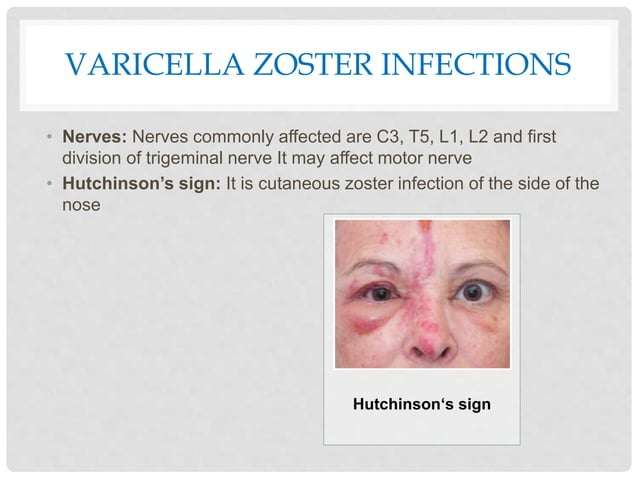 VARICELLA ZOSTER INFECTIONS
• Nerves: Nerves commonly affected are C3, T5, L1, L2 and first
division of trigeminal nerve It may affect motor nerve
• Hutchinson’s sign: It is cutaneous zoster infection of the side of the
nose
Hutchinson‘s sign